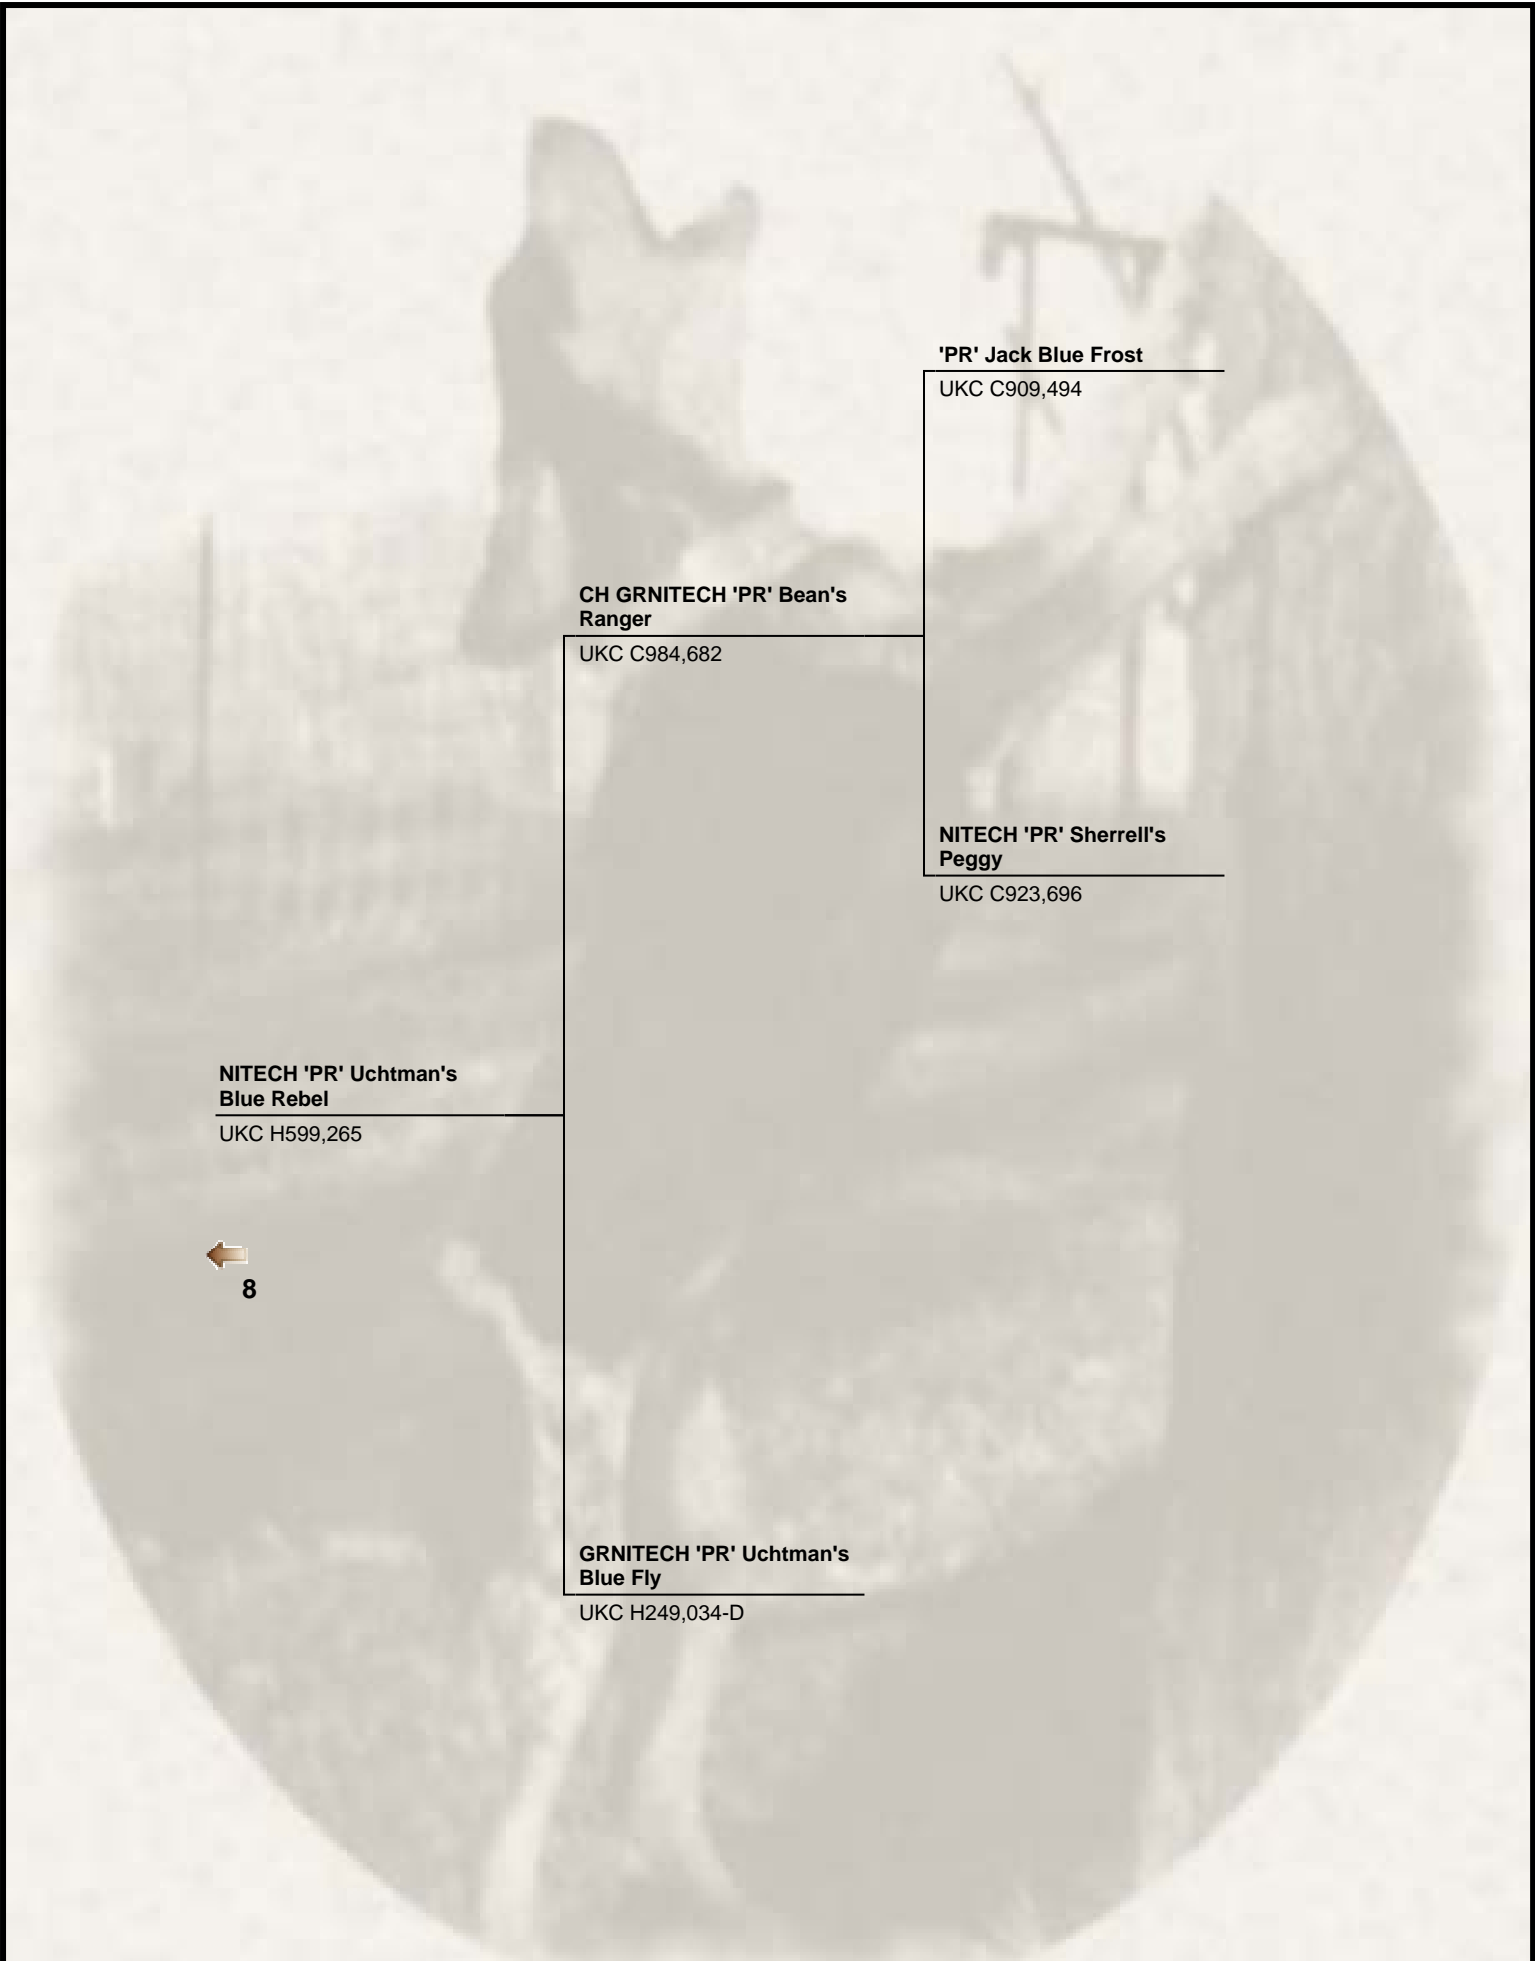 'PR' Jack Blue Frost
UKC C909,494
CH GRNITECH 'PR' Bean's
Ranger
UKC C984,682
NITECH 'PR' Sherrell's
Peggy
UKC C923,696
NITECH 'PR' Uchtman's
Blue Rebel
UKC H599,265
8
GRNITECH 'PR' Uchtman's
Blue Fly
UKC H249,034-D